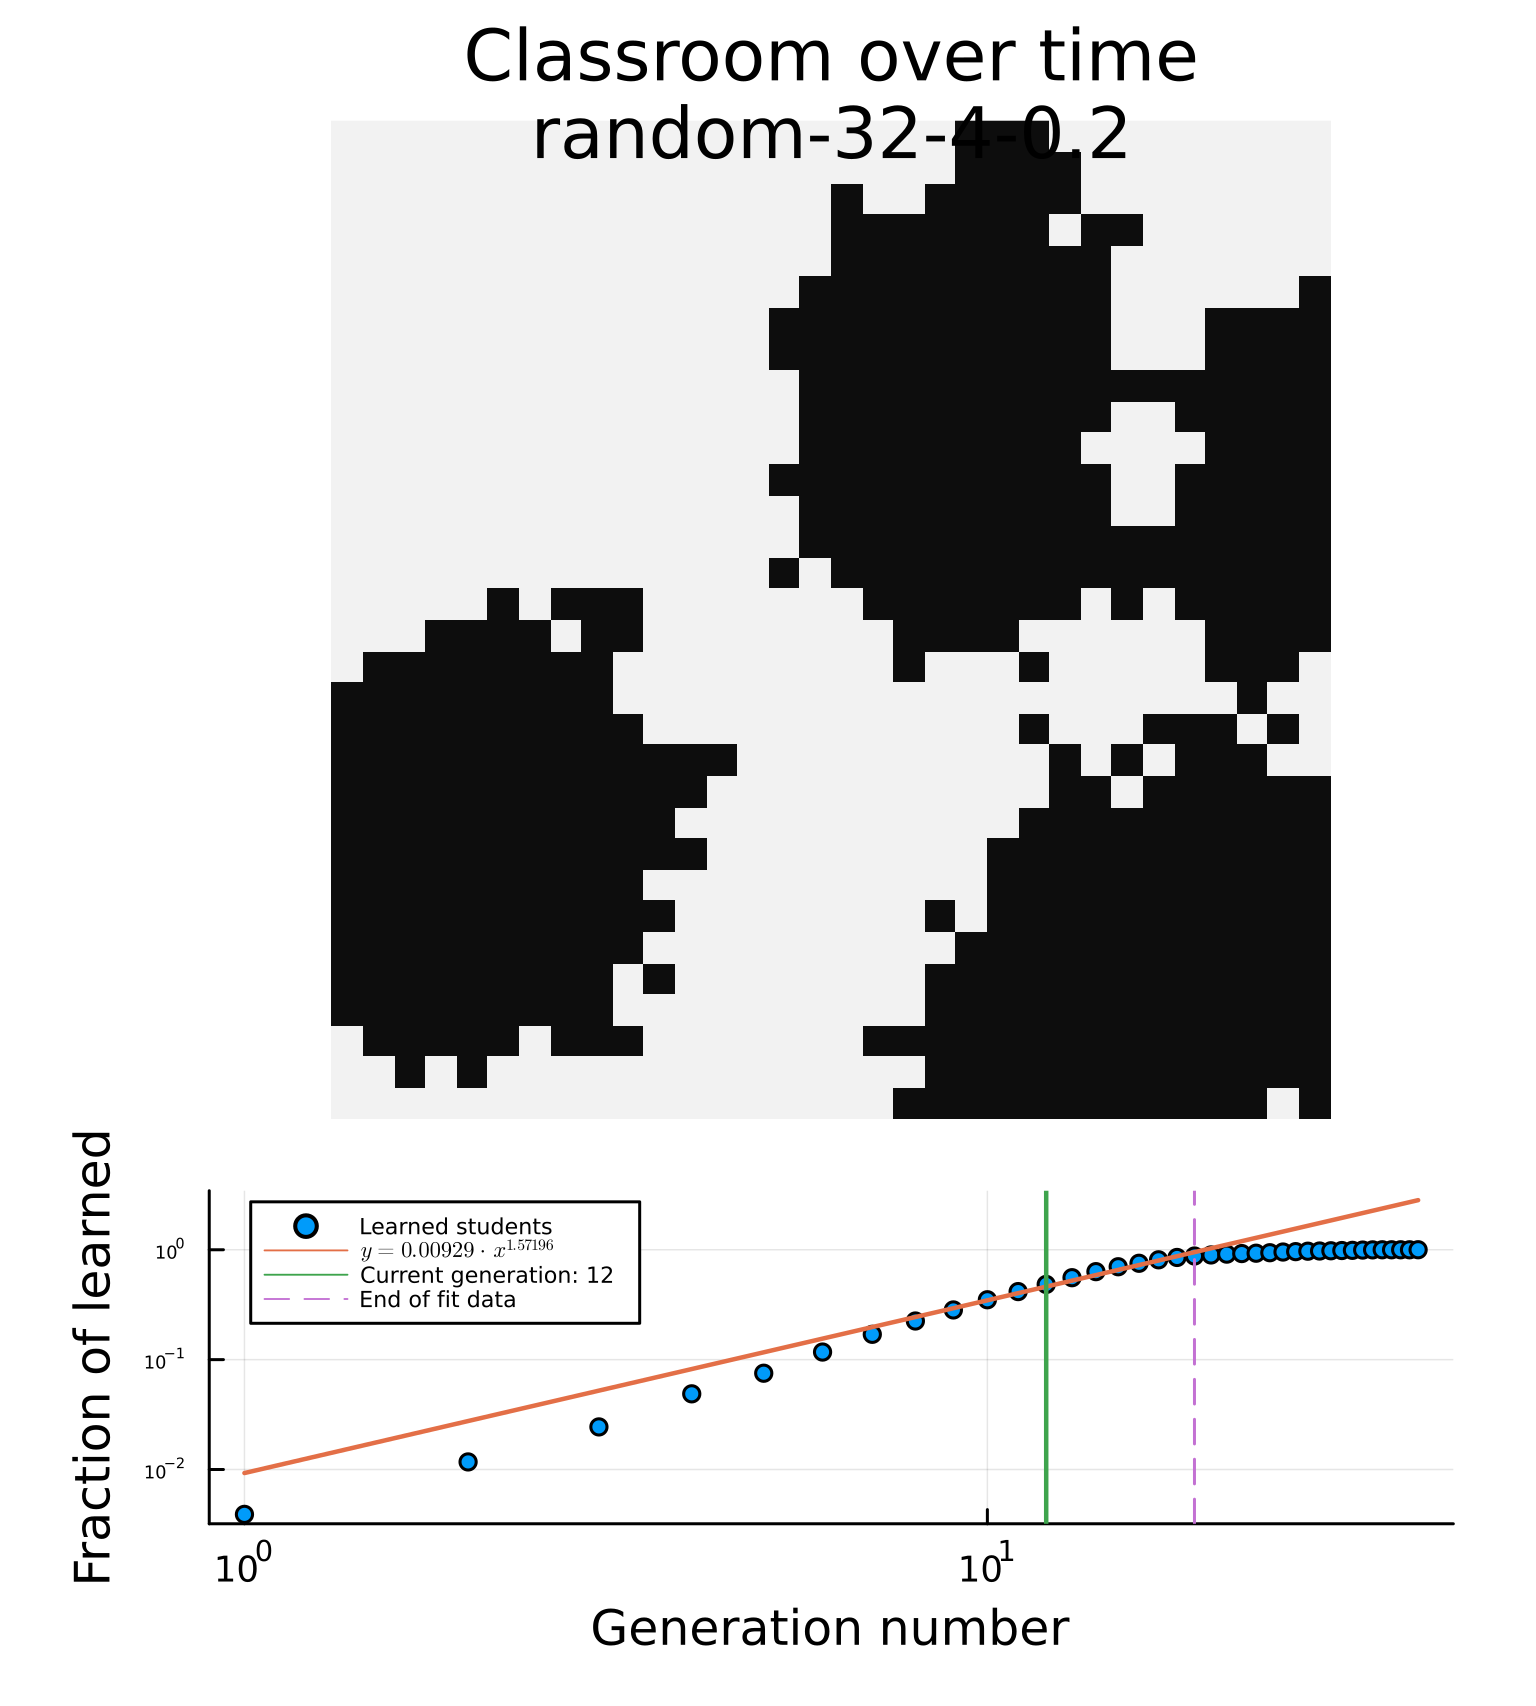 Classroom over time
random-32-4-0.2
Learned students
y = 0.00929 · x^1.57196
Current generation: 12
End of fit data
10^0
10^-1
10^-2
Fraction of learned
10^0 10^1
Generation number